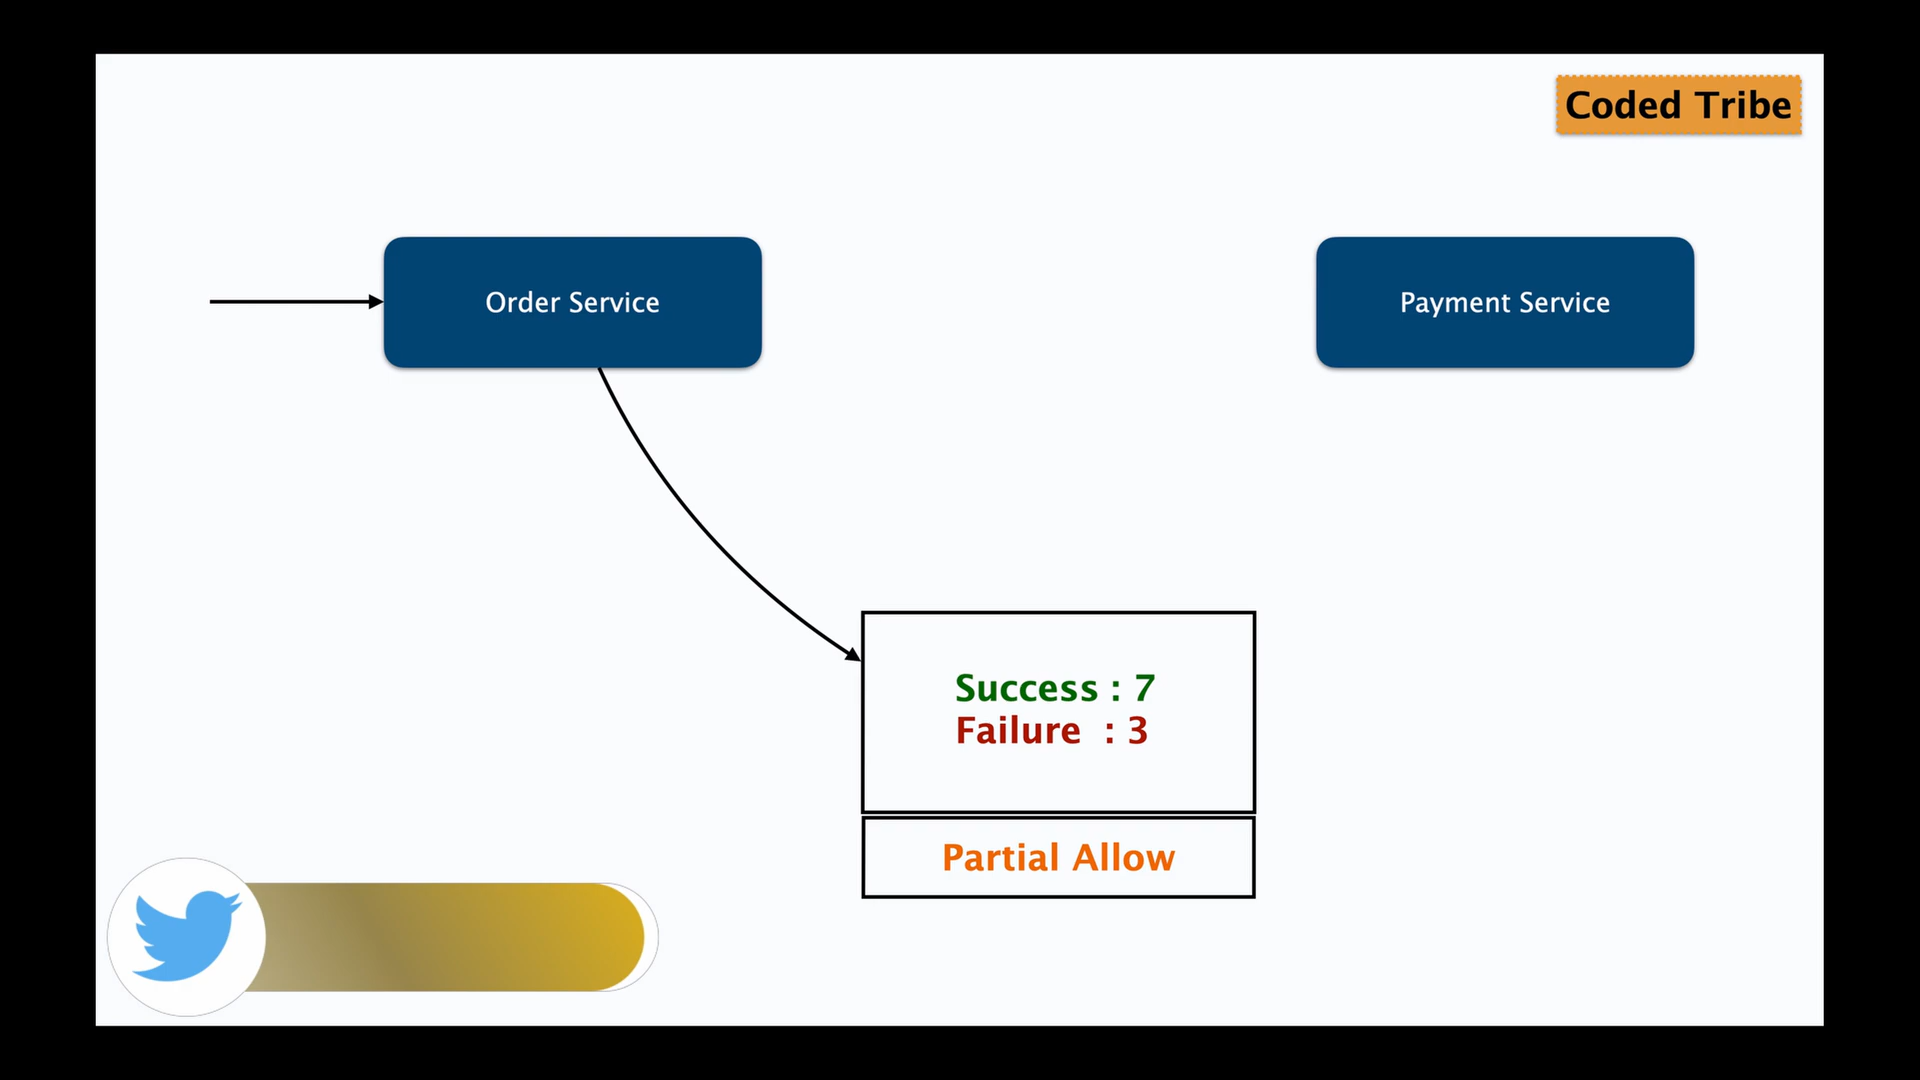 Coded Tribe
Order Service
Payment Service
Success : 7
Failure : 3
Partial Allow